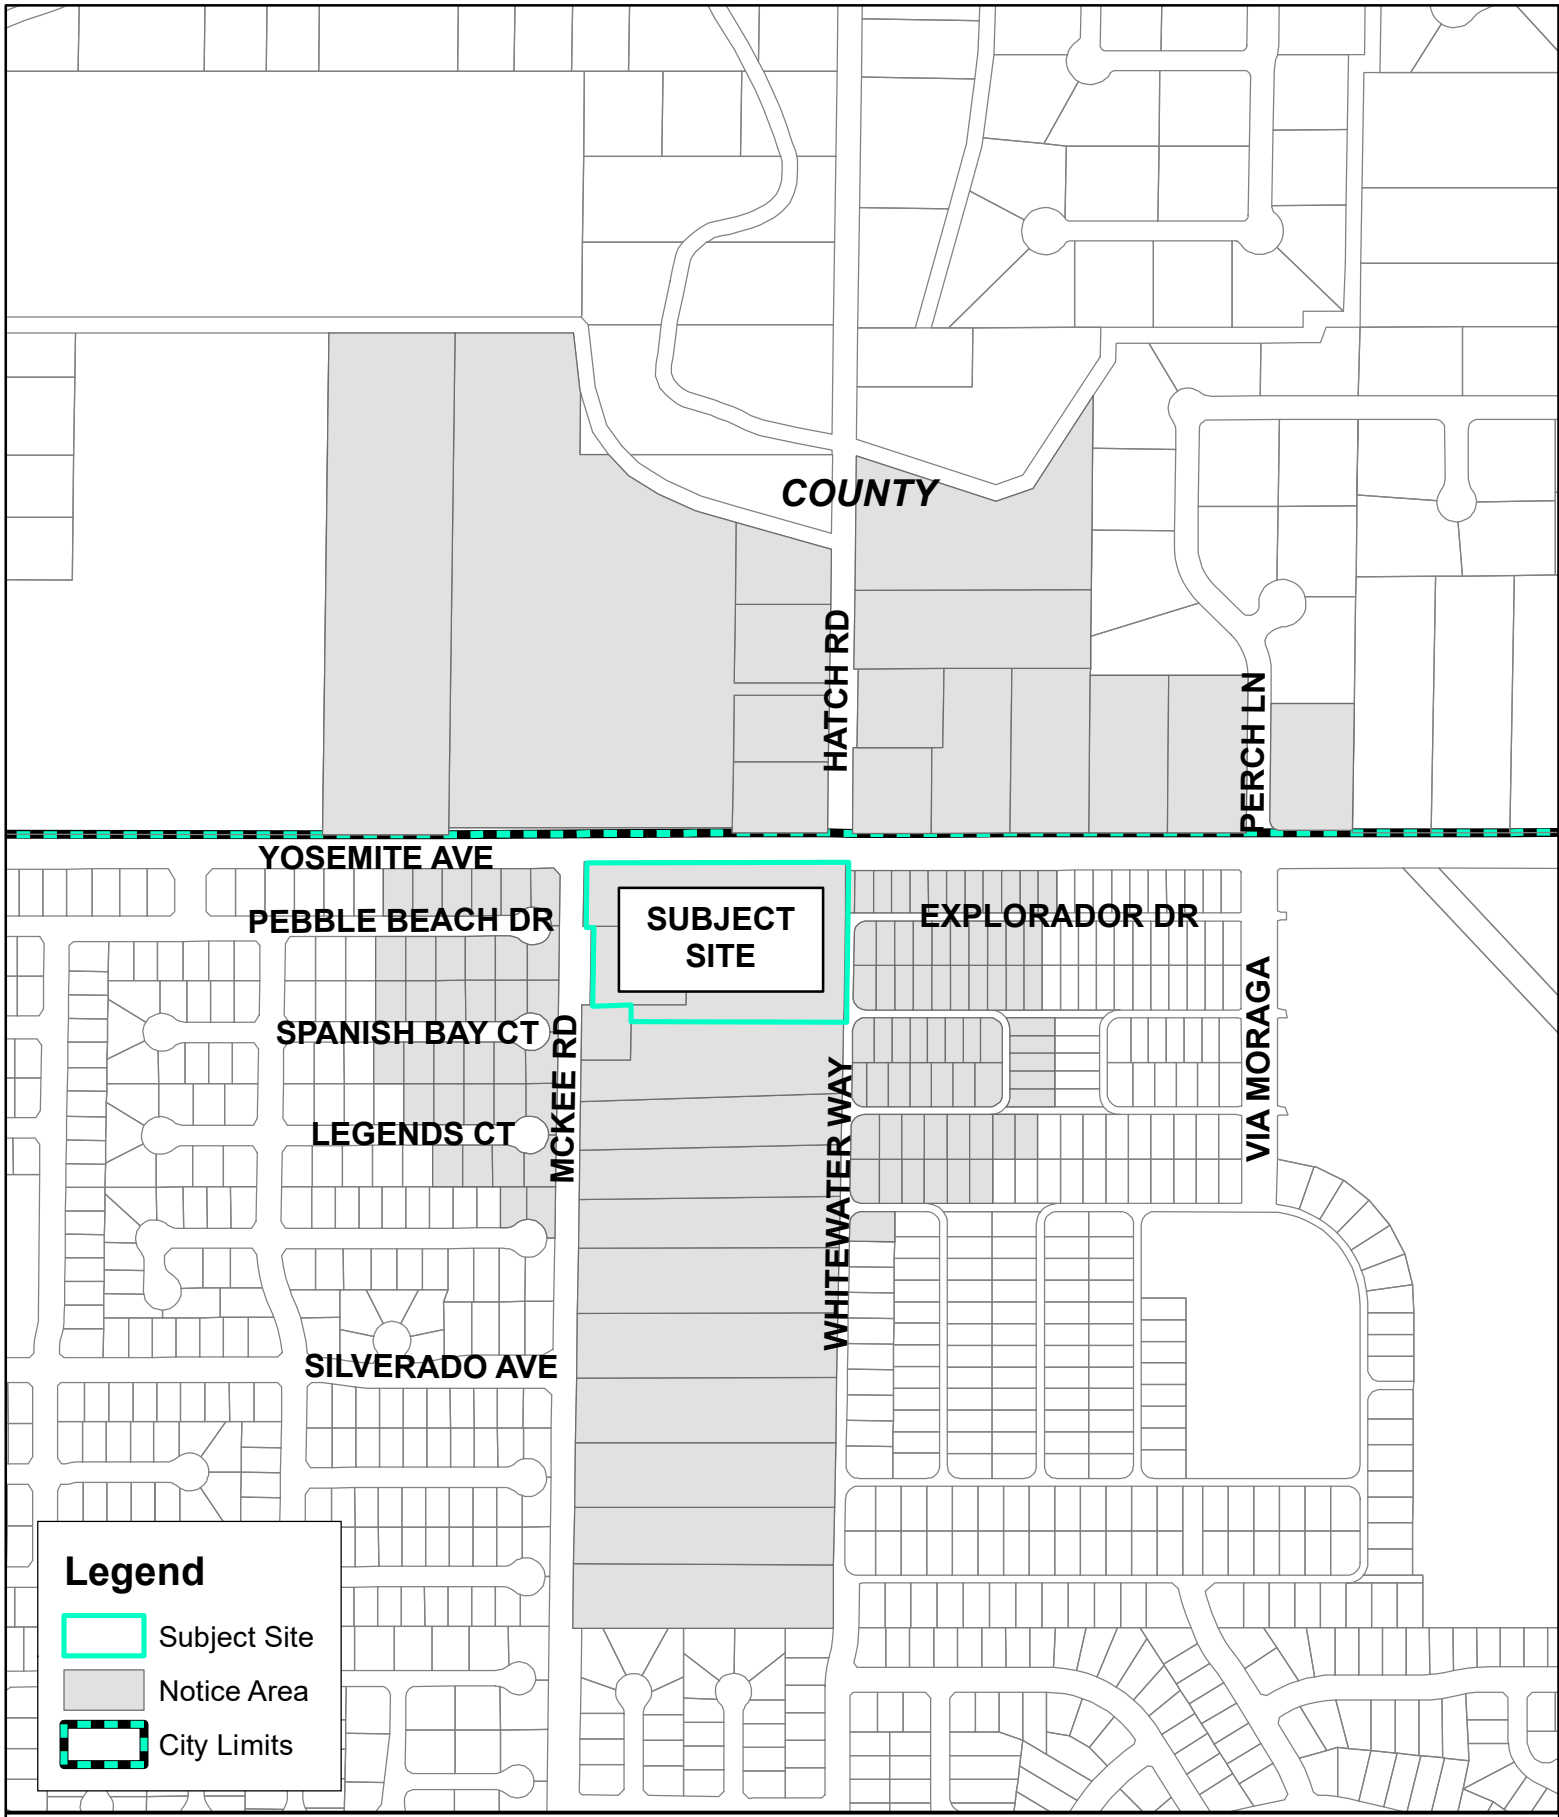 COUNTY
HATCH RD
PERCH LN
YOSEMITE AVE
PEBBLE BEACH DR
SUBJECT
SITE
EXPLORADOR DR
SPANISH BAY CT
MCKEE RD
VIA MORAGA
LEGENDS CT
WHITEWATER WAY
SILVERADO AVE
Legend
Subject Site
Notice Area
City Limits